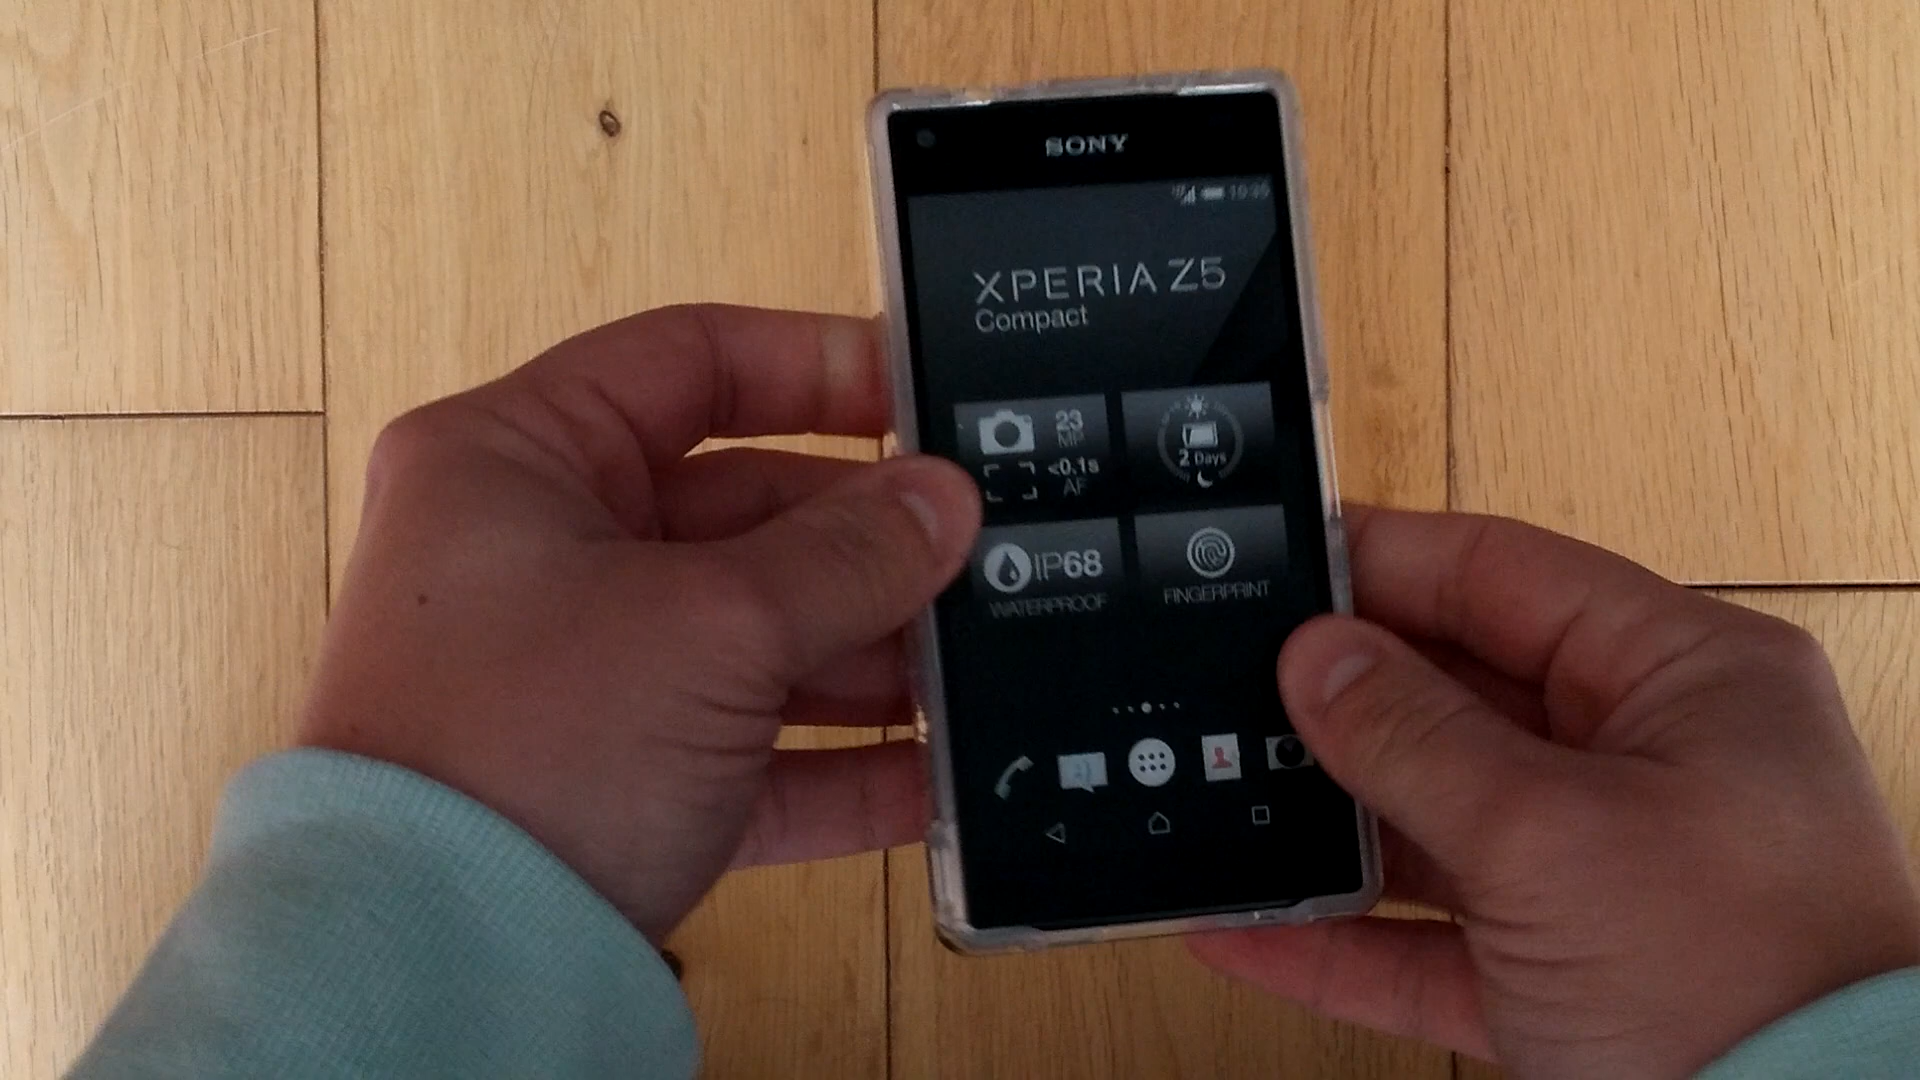 SONY
XPERIA Z5
Compact
23
MP
<0.1s
AF
2 Days
IP68
WATERPROOF
FINGERPRINT